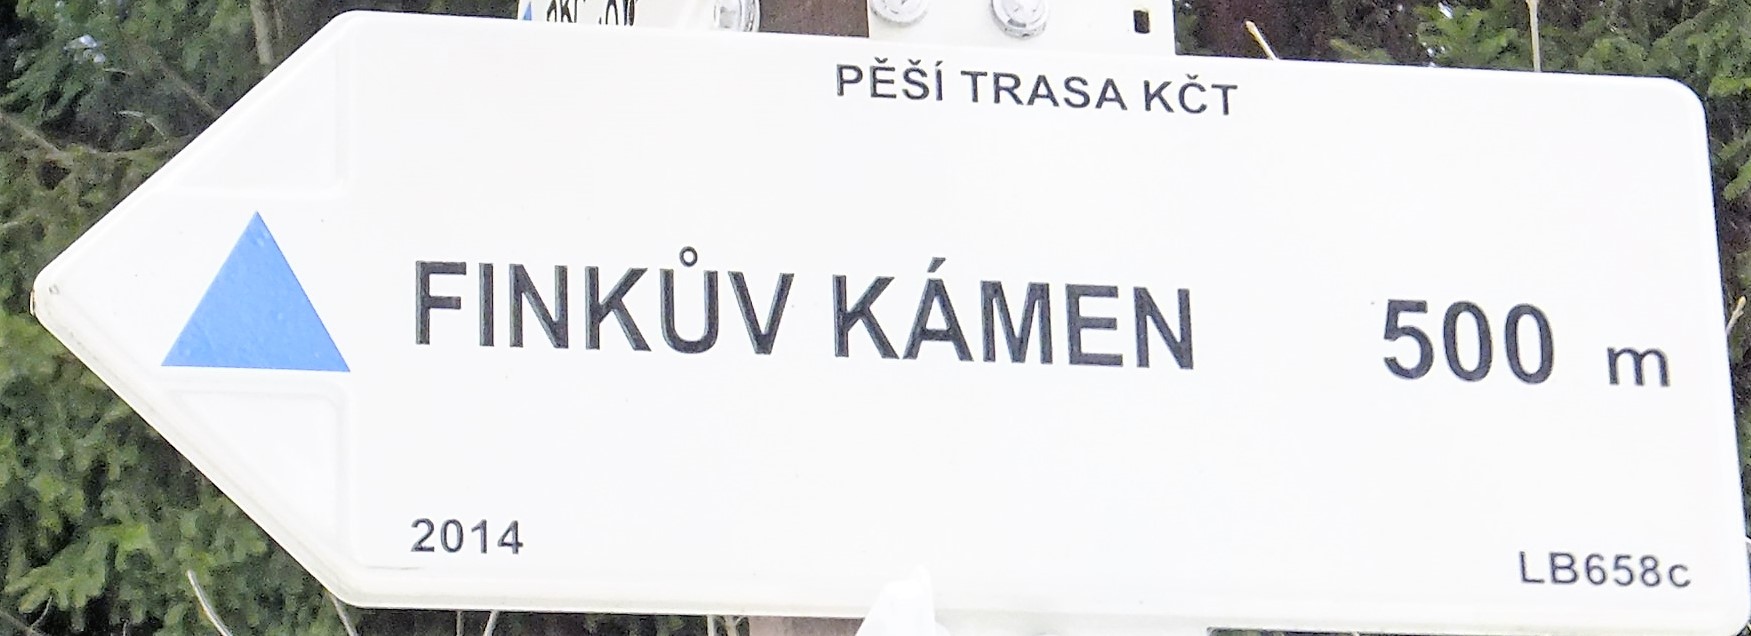 PĚŠÍ TRASA KČT
FINKŮV KÁMEN 500 m
2014
LB658c